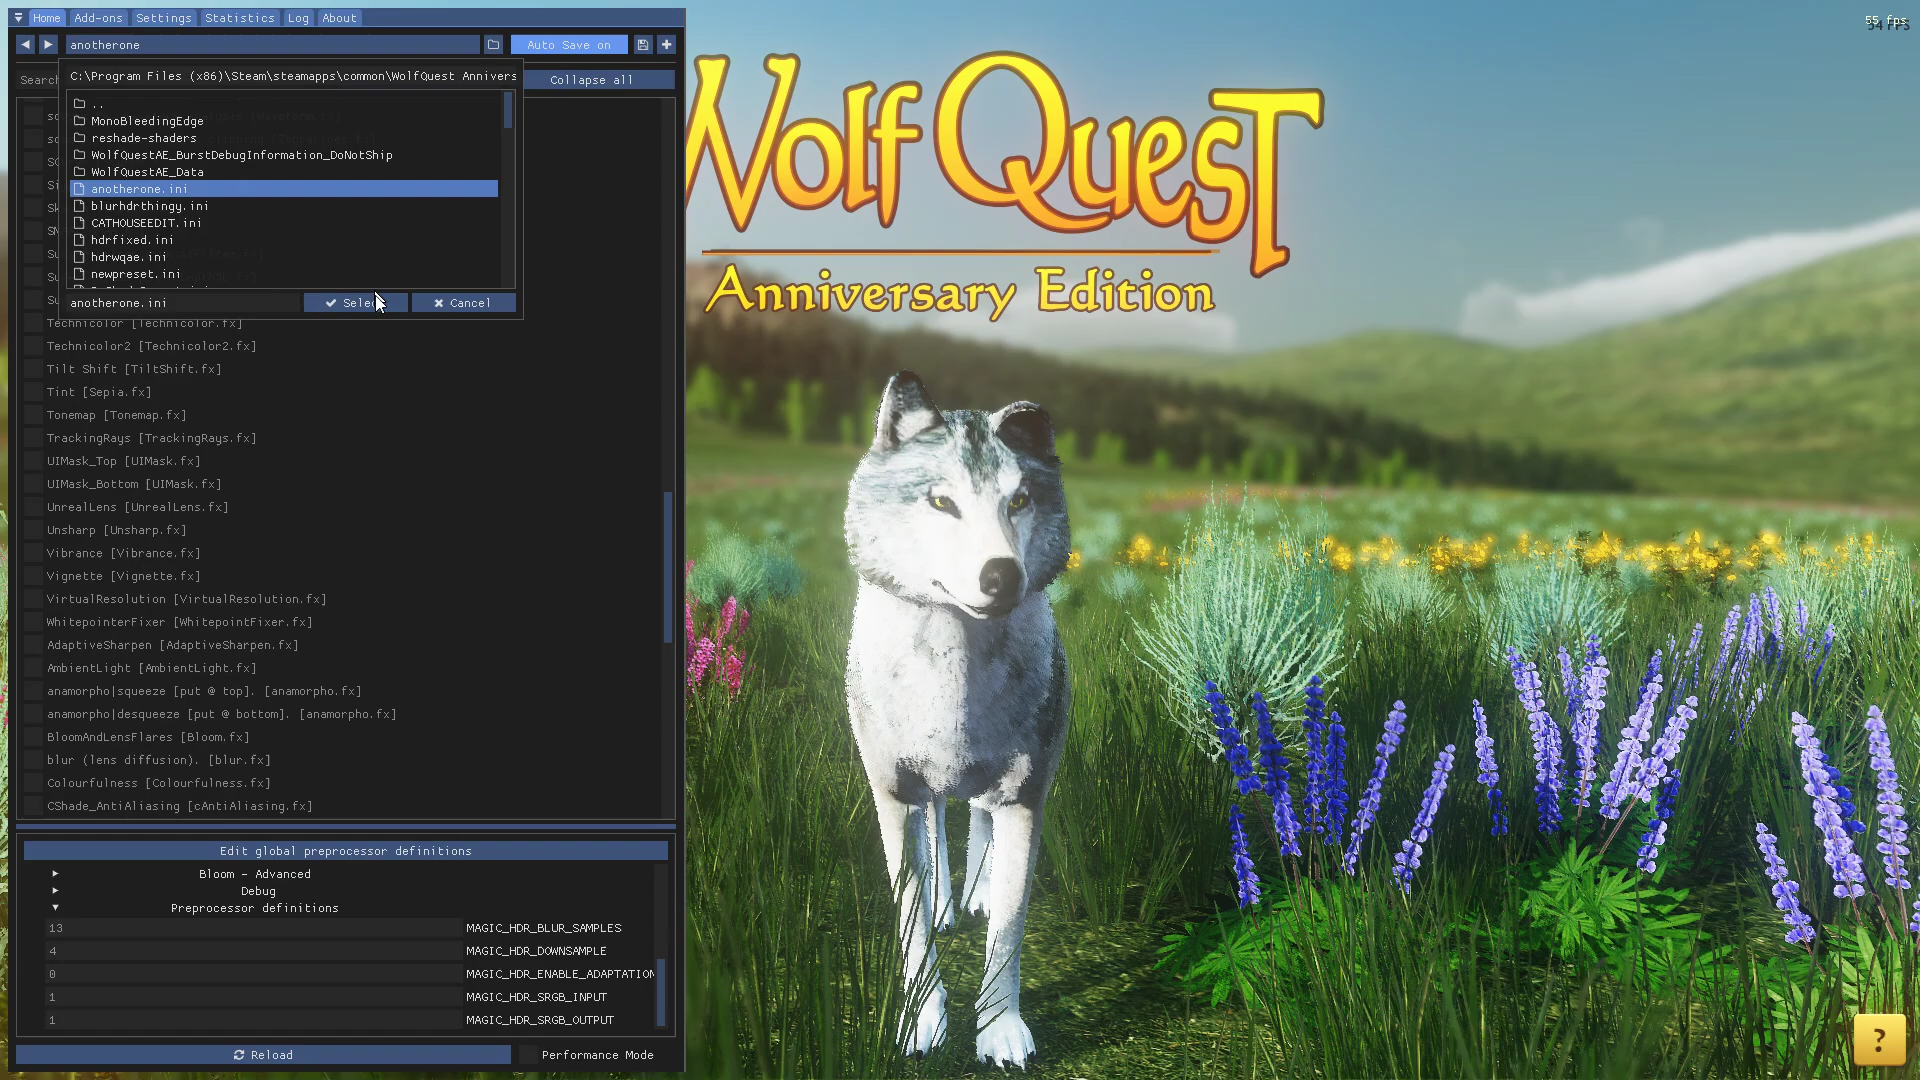 Home Add-ons Settings Statistics Log About
anotherone Auto Save on
C:\Program Files (x86)\Steam\steamapps\common\WolfQuest Annivers
Search
Collapse all
..
MonoBleedingEdge
reshade-shaders
WolfQuestAE_BurstDebugInformation_DoNotShip
WolfQuestAE_Data
anotherone.ini
blurhdrthingy.ini
CATHOUSEEDIT.ini
hdrfixed.ini
hdrwqae.ini
newpreset.ini
anotherone.ini Select Cancel
Technicolor [Technicolor.fx]
Technicolor2 [Technicolor2.fx]
Tilt Shift [TiltShift.fx]
Tint [Sepia.fx]
Tonemap [Tonemap.fx]
TrackingRays [TrackingRays.fx]
UIMask_Top [UIMask.fx]
UIMask_Bottom [UIMask.fx]
UnrealLens [UnrealLens.fx]
Unsharp [Unsharp.fx]
Vibrance [Vibrance.fx]
Vignette [Vignette.fx]
VirtualResolution [VirtualResolution.fx]
WhitepointerFixer [WhitepointFixer.fx]
AdaptiveSharpen [AdaptiveSharpen.fx]
AmbientLight [AmbientLight.fx]
anamorpho|squeeze [put @ top]. [anamorpho.fx]
anamorpho|desqueeze [put @ bottom]. [anamorpho.fx]
BloomAndLensFlares [Bloom.fx]
blur (lens diffusion). [blur.fx]
Colourfulness [Colourfulness.fx]
CShade_AntiAliasing [cAntiAliasing.fx]
Edit global preprocessor definitions
Bloom - Advanced
Debug
Preprocessor definitions
13 MAGIC_HDR_BLUR_SAMPLES
4 MAGIC_HDR_DOWNSAMPLE
0 MAGIC_HDR_ENABLE_ADAPTATION
1 MAGIC_HDR_SRGB_INPUT
1 MAGIC_HDR_SRGB_OUTPUT
Reload Performance Mode
WolfQuest
Anniversary Edition
55 fps
54 FPS
?